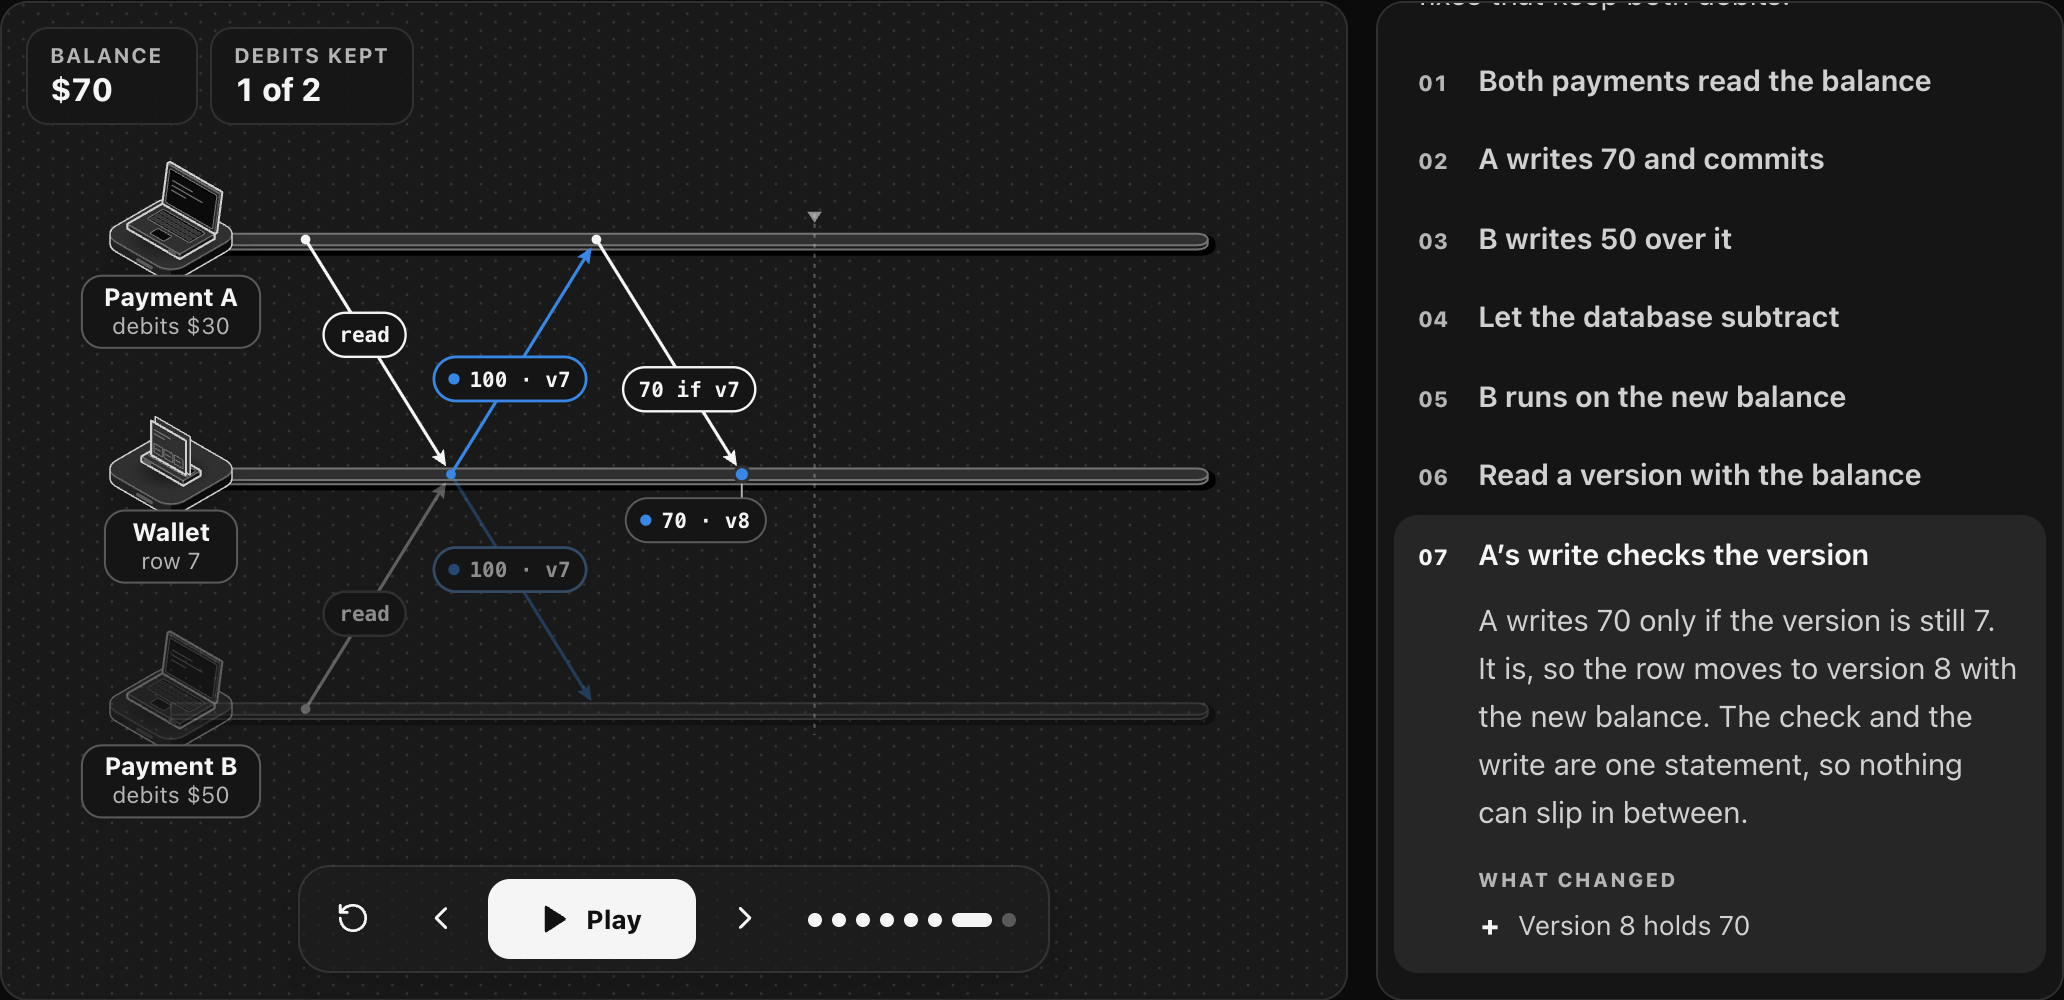 BALANCE
$70
DEBITS KEPT
1 of 2
Payment A
debits $30
read
100 · v7
70 if v7
Wallet
row 7
70 · v8
100 · v7
read
Payment B
debits $50
Play
fixes that keep both debits.
01 Both payments read the balance
02 A writes 70 and commits
03 B writes 50 over it
04 Let the database subtract
05 B runs on the new balance
06 Read a version with the balance
07 A’s write checks the version
A writes 70 only if the version is still 7.
It is, so the row moves to version 8 with
the new balance. The check and the
write are one statement, so nothing
can slip in between.
WHAT CHANGED
+ Version 8 holds 70